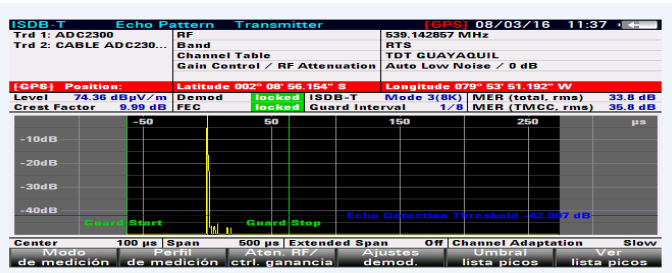 ISDB-T Echo Pattern Transmitter [GPS] 08/03/16 11:37
Trd 1: ADC2300 RF 539.142857 MHz
Trd 2: CABLE ADC230... Band RTS
Channel Table TDT GUAYAQUIL
Gain Control / RF Attenuation Auto Low Noise / 0 dB
[GPS] Position: Latitude 002° 08' 56.154" S Longitude 079° 53' 51.192" W
Level 74.36 dBµV/m Demod locked ISDB-T Mode 3(8K) MER (total, rms) 33.8 dB
Crest Factor 9.99 dB FEC locked Guard Interval 1/8 MER (TMCC, rms) 35.8 dB
-50 50 150 250 µs
-10dB
-20dB
-30dB
-40dB
Echo Detection Threshold -42.007 dB
Guard Start Guard Stop
Center 100 µs Span 500 µs Extended Span Off Channel Adaptation Slow
Modo Perfil Aten. RF/ Ajustes Umbral Ver
de medición de medición ctrl. ganancia demod. lista picos lista picos